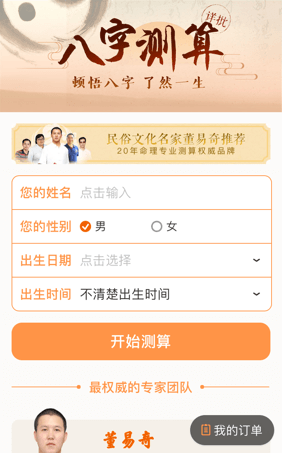 八字测算
详批
顿悟八字 了然一生
民俗文化名家董易奇推荐
20年命理专业测算权威品牌
您的姓名 点击输入
您的性别 男 女
出生日期 点击选择
出生时间 不清楚出生时间
开始测算
最权威的专家团队
董易奇
我的订单